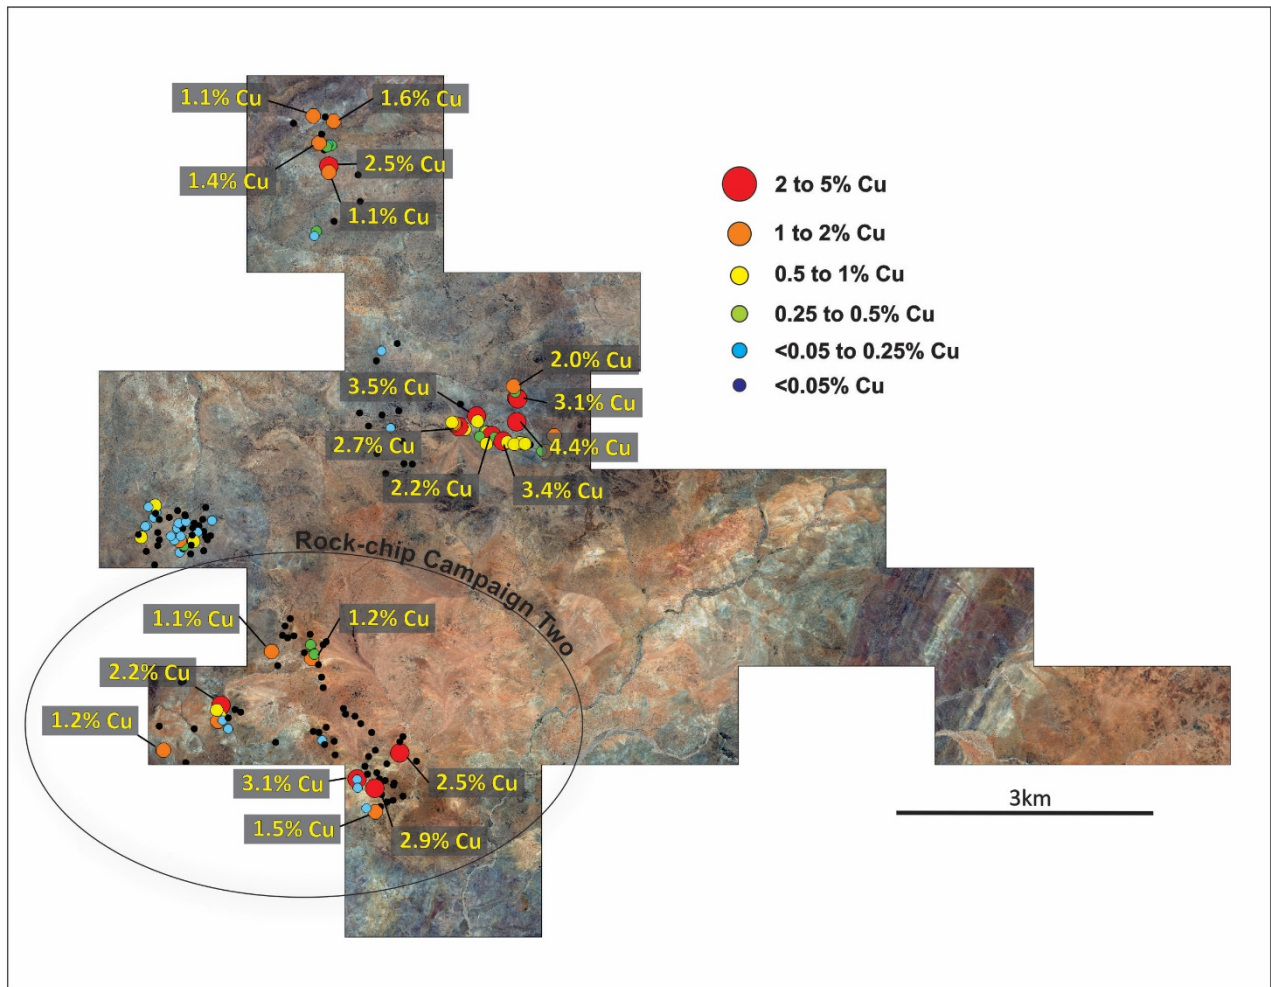 1.1% Cu
1.6% Cu
1.4% Cu
2.5% Cu
1.1% Cu
2 to 5% Cu
1 to 2% Cu
0.5 to 1% Cu
0.25 to 0.5% Cu
<0.05 to 0.25% Cu
<0.05% Cu
2.0% Cu
3.5% Cu
3.1% Cu
2.7% Cu
4.4% Cu
2.2% Cu
3.4% Cu
Rock-chip Campaign Two
1.1% Cu
1.2% Cu
2.2% Cu
1.2% Cu
3.1% Cu
2.5% Cu
1.5% Cu
2.9% Cu
3km